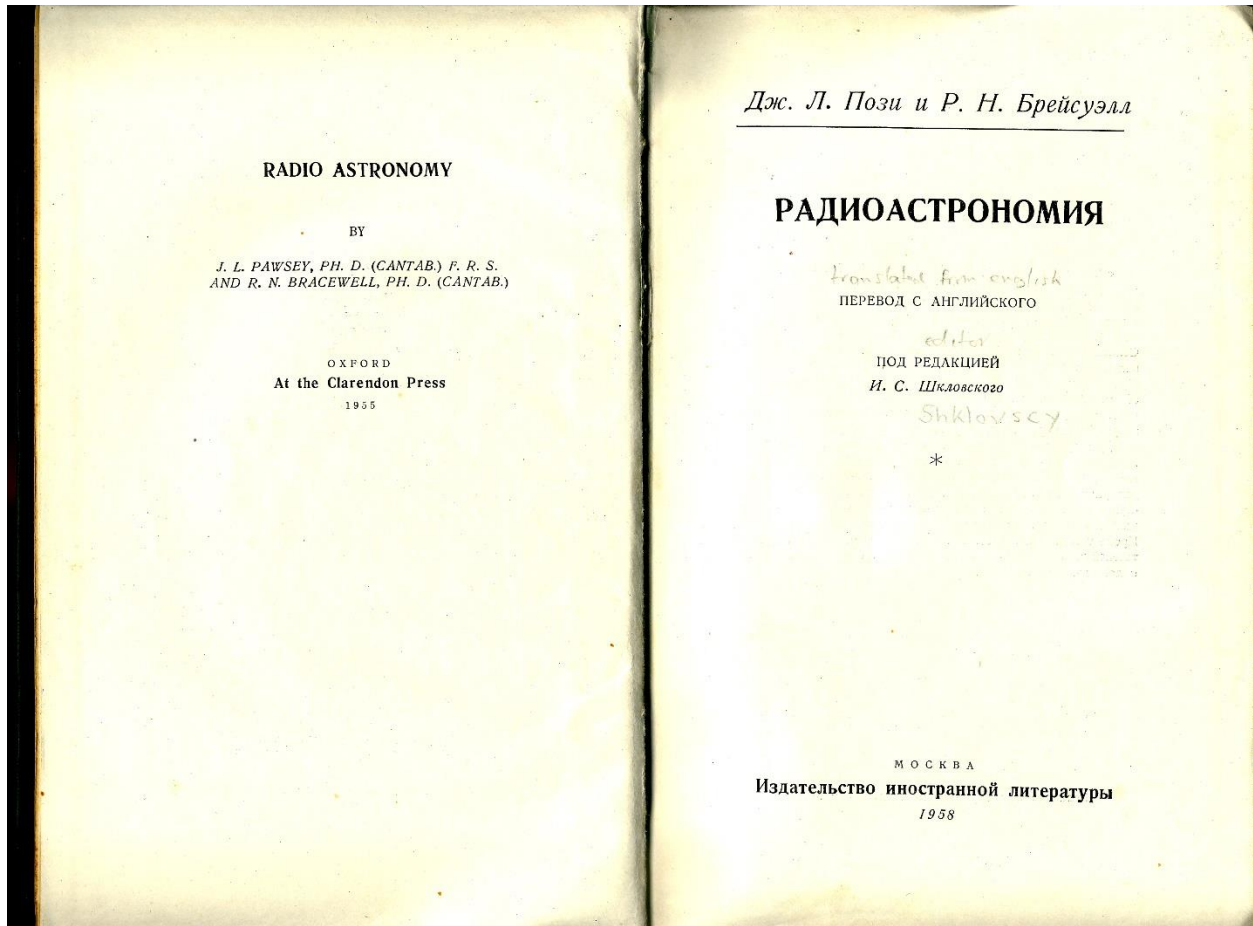 RADIO ASTRONOMY
BY
J. L. PAWSEY, PH. D. (CANTAB.) F. R. S.
AND R. N. BRACEWELL, PH. D. (CANTAB.)
OXFORD
At the Clarendon Press
1955
Дж. Л. Пози и Р. Н. Брейсуэлл
РАДИОАСТРОНОМИЯ
translated from english
ПЕРЕВОД С АНГЛИЙСКОГО
editor
ПОД РЕДАКЦИЕЙ
И. С. Шкловского
Shklovscy
*
МОСКВА
Издательство иностранной литературы
1958